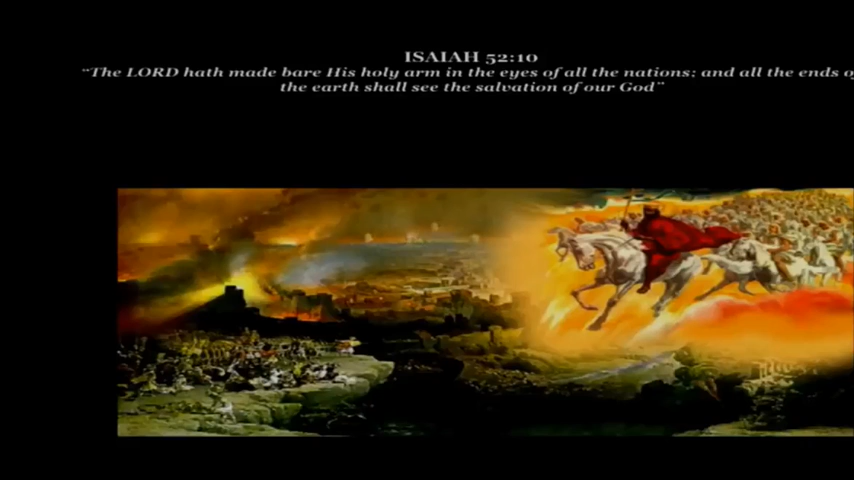 ISAIAH 52:10
“The LORD hath made bare His holy arm in the eyes of all the nations: and all the ends of
the earth shall see the salvation of our God”